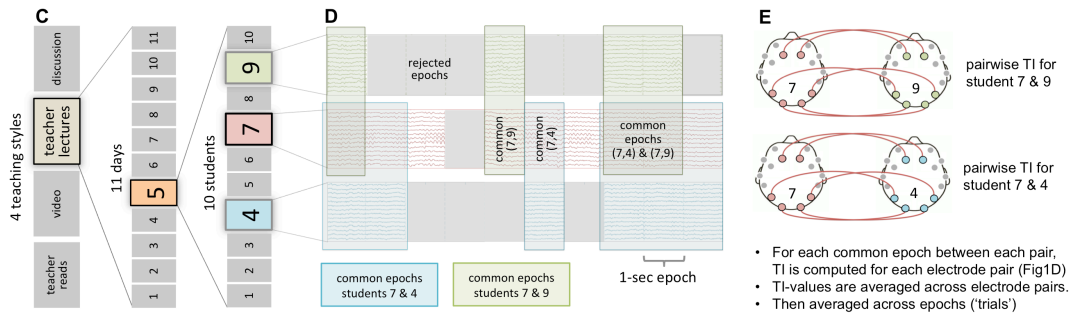 C
4 teaching styles
discussion
teacher
lectures
video
teacher
reads
11 days
11
10
9
8
7
6
5
4
3
2
1
10 students
10
9
8
7
6
5
4
3
2
1
D
rejected
epochs
common
(7,9)
common
(7,4)
common
epochs
(7,4) & (7,9)
1-sec epoch
common epochs
students 7 & 4
common epochs
students 7 & 9
E
7
9
pairwise TI for
student 7 & 9
7
4
pairwise TI for
student 7 & 4
• For each common epoch between each pair,
TI is computed for each electrode pair (Fig1D)
• TI-values are averaged across electrode pairs.
• Then averaged across epochs (‘trials’)